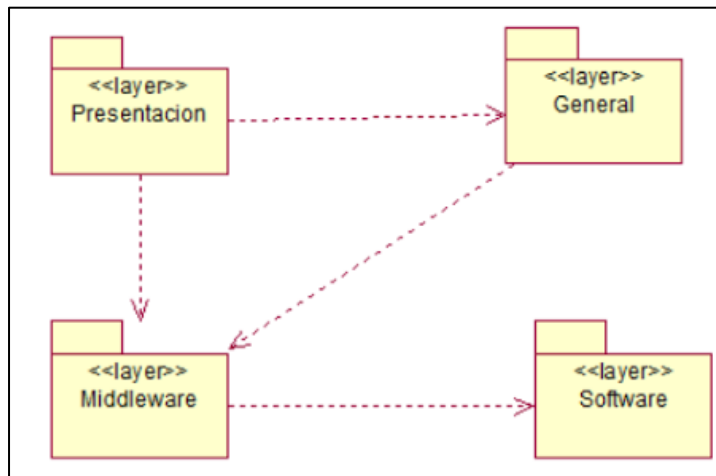 <<layer>>
Presentacion
<<layer>>
General
<<layer>>
Middleware
<<layer>>
Software